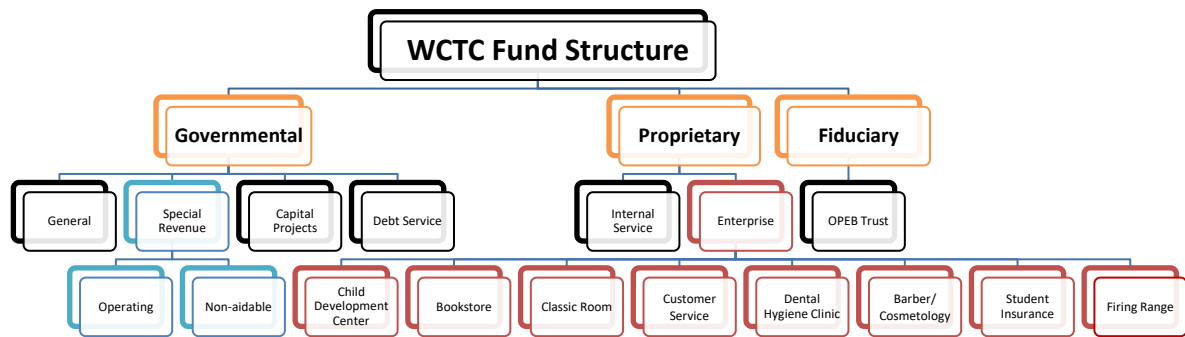 WCTC Fund Structure
Governmental
Proprietary
Fiduciary
General
Special
Revenue
Capital
Projects
Debt Service
Internal
Service
Enterprise
OPEB Trust
Operating
Non-aidable
Child
Development
Center
Bookstore
Classic Room
Customer
Service
Dental
Hygiene Clinic
Barber/
Cosmetology
Student
Insurance
Firing Range